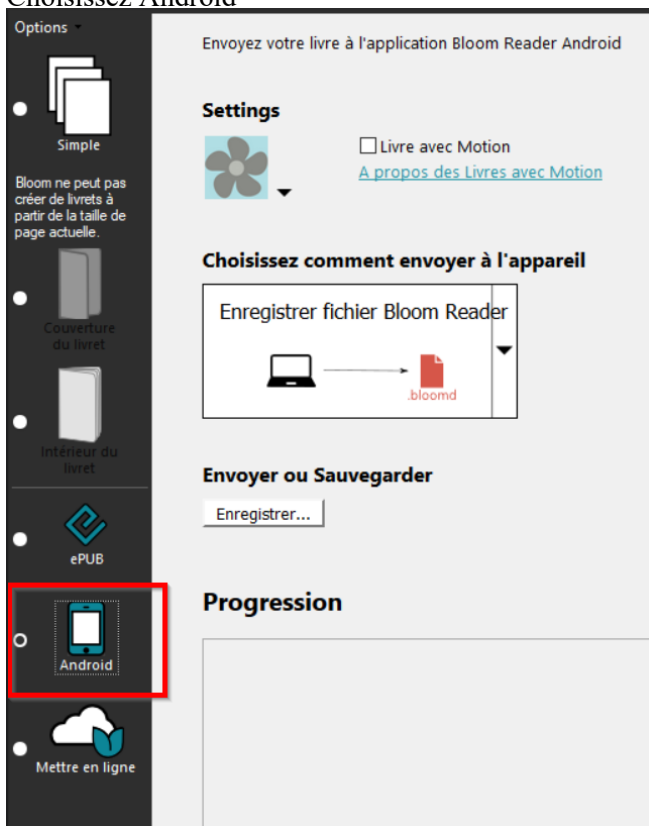 Choisissez Android
Options
Simple
Bloom ne peut pas
créer de livrets à
partir de la taille de
page actuelle.
Couverture
du livret
Intérieur du
livret
ePUB
Android
Mettre en ligne
Envoyez votre livre à l'application Bloom Reader Android
Settings
Livre avec Motion
A propos des Livres avec Motion
Choisissez comment envoyer à l'appareil
Enregistrer fichier Bloom Reader
.bloomd
Envoyer ou Sauvegarder
Enregistrer...
Progression